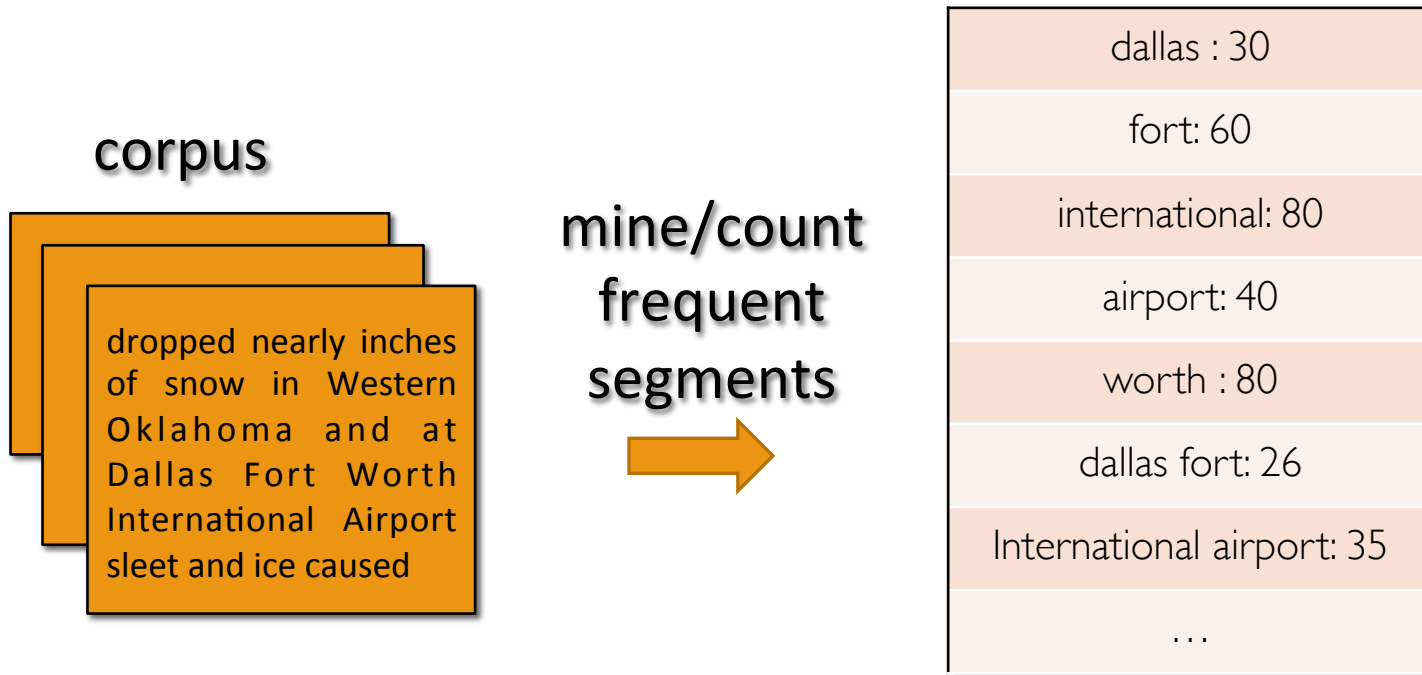 corpus
dropped nearly inches
of snow in Western
Oklahoma and at
Dallas Fort Worth
International Airport
sleet and ice caused
mine/count
frequent
segments
dallas : 30
fort: 60
international: 80
airport: 40
worth : 80
dallas fort: 26
International airport: 35
…